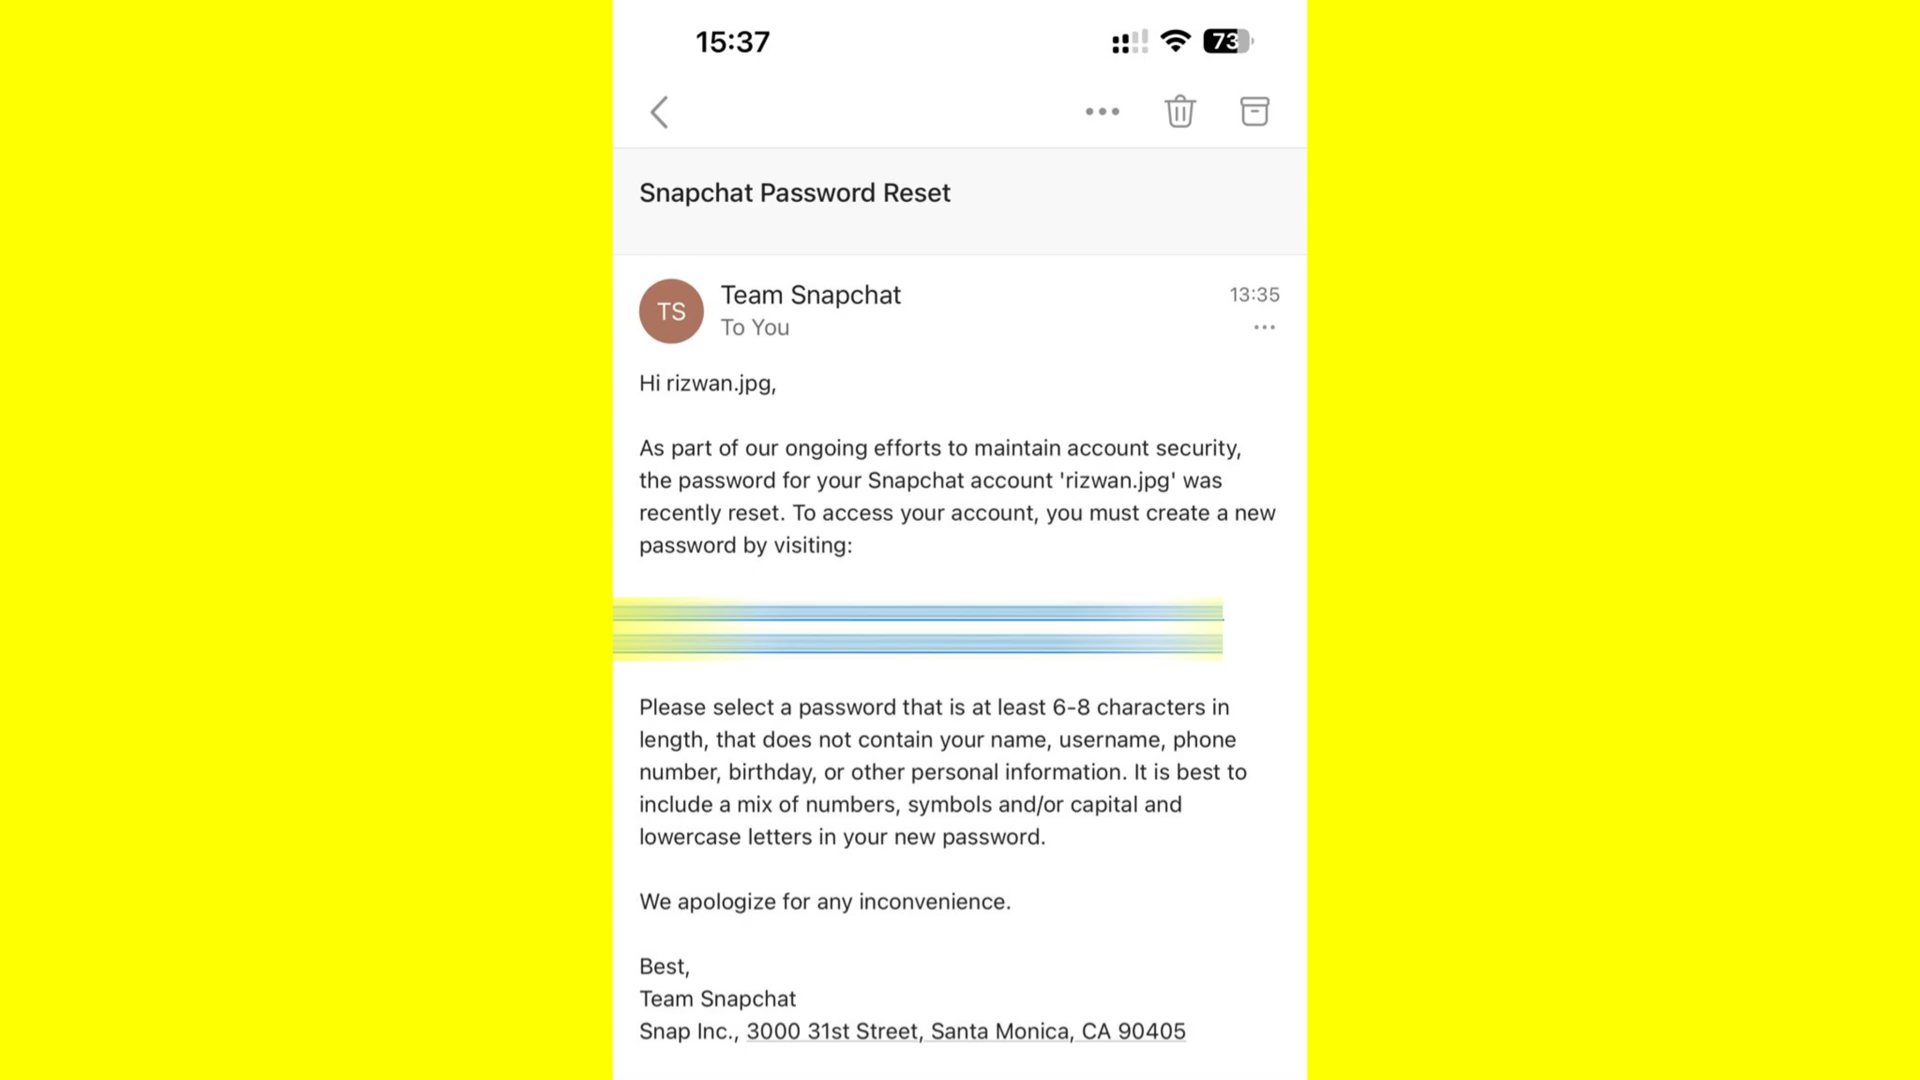 15:37
73
Snapchat Password Reset
TS
Team Snapchat
13:35
To You
Hi rizwan.jpg,
As part of our ongoing efforts to maintain account security,
the password for your Snapchat account 'rizwan.jpg' was
recently reset. To access your account, you must create a new
password by visiting:
Please select a password that is at least 6-8 characters in
length, that does not contain your name, username, phone
number, birthday, or other personal information. It is best to
include a mix of numbers, symbols and/or capital and
lowercase letters in your new password.
We apologize for any inconvenience.
Best,
Team Snapchat
Snap Inc., 3000 31st Street, Santa Monica, CA 90405